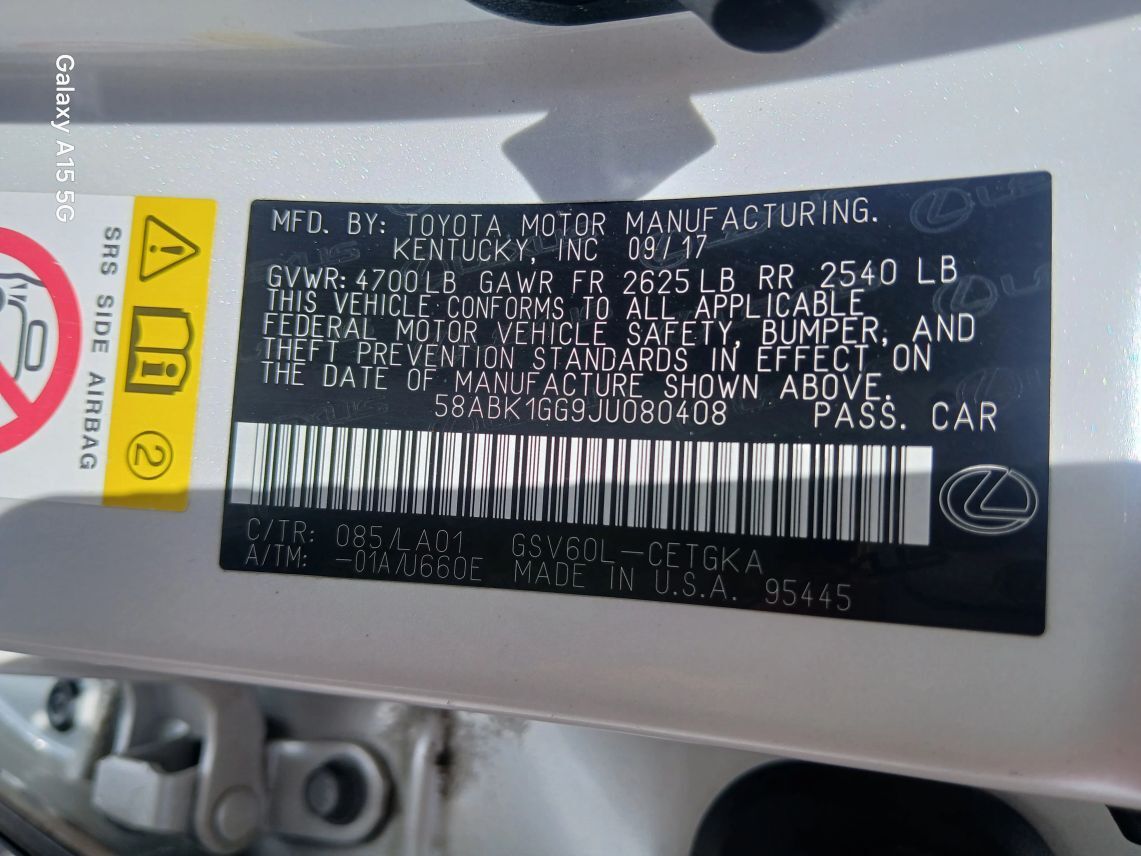 Galaxy A15 5G
SRS SIDE AIRBAG
2
MFD. BY: TOYOTA MOTOR MANUFACTURING.
KENTUCKY, INC 09/17
GVWR: 4700LB GAWR FR 2625LB RR 2540 LB
THIS VEHICLE CONFORMS TO ALL APPLICABLE
FEDERAL MOTOR VEHICLE SAFETY, BUMPER, AND
THEFT PREVENTION STANDARDS IN EFFECT ON
THE DATE OF MANUFACTURE SHOWN ABOVE.
58ABK1GG9JU080408 PASS. CAR
C/TR: 085/LA01 GSV60L-CETGKA
A/TM: -01A/U660E MADE IN U.S.A. 95445